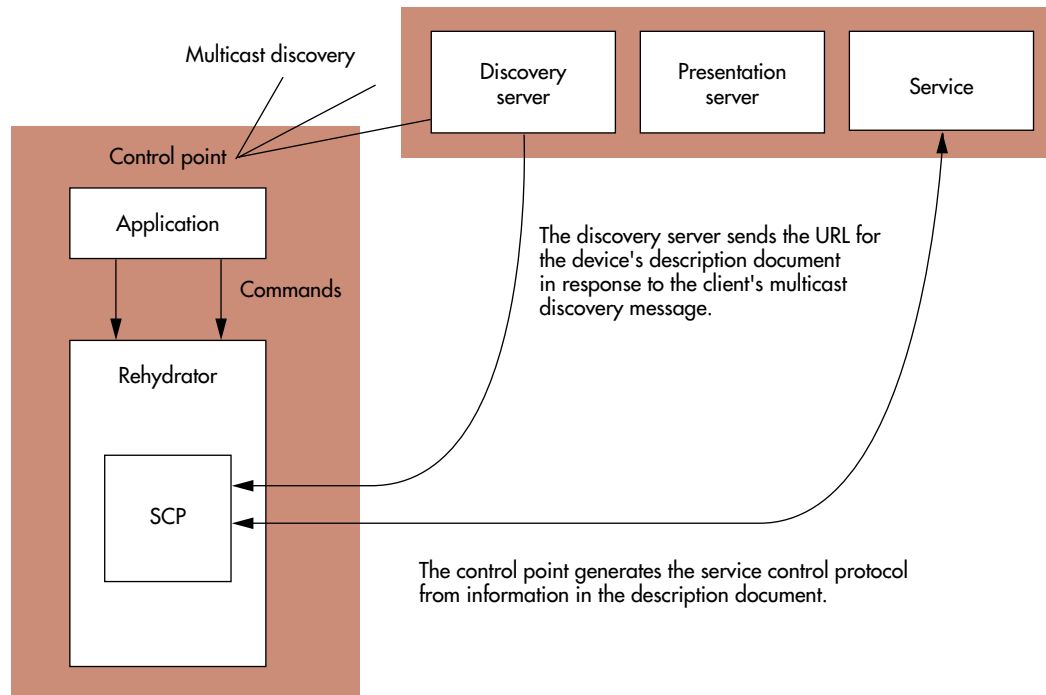 Multicast discovery
Discovery
server
Presentation
server
Service
Control point
Application
Commands
The discovery server sends the URL for
the device's description document
in response to the client's multicast
discovery message.
Rehydrator
SCP
The control point generates the service control protocol
from information in the description document.